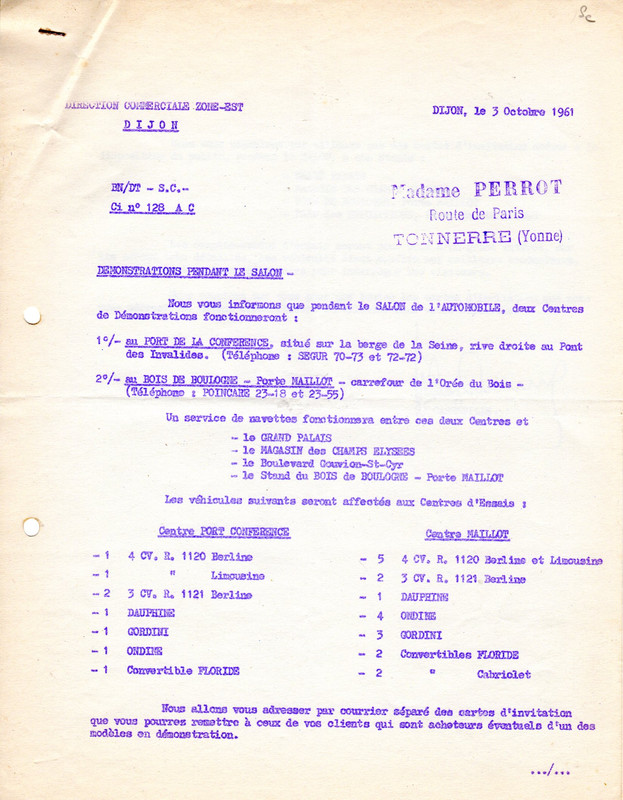 Sc
DIRECTION COMMERCIALE ZONE-EST
DIJON
DIJON, le 3 Octobre 1961
BN/DT - S.C.-
Ci nº 128 A C
Madame PERROT
Route de Paris
TONNERRE (Yonne)
DEMONSTRATIONS PENDANT LE SALON -
Nous vous informons que pendant le SALON de l'AUTOMOBILE, deux Centres
de Démonstrations fonctionneront :
1º/- au PORT DE LA CONFERENCE, situé sur la berge de la Seine, rive droite au Pont
des Invalides. (Téléphone : SEGUR 70-73 et 72-72)
2º/- au BOIS DE BOULOGNE - Porte MAILLOT - carrefour de l'Orée du Bois -
(Téléphone : POINCARE 23-18 et 23-55)
Un service de navettes fonctionnera entre ces deux Centres et
- le GRAND PALAIS
- le MAGASIN des CHAMPS ELYSEES
- le Boulevard Gouvion-St-Cyr
- le Stand du BOIS de BOULOGNE - Porte MAILLOT
Les véhicules suivants seront affectés aux Centres d'Essais :
Centre PORT CONFERENCE
- 1 4 CV. R. 1120 Berline
- 1 " Limousine
- 2 3 CV. R. 1121 Berline
- 1 DAUPHINE
- 1 GORDINI
- 1 ONDINE
- 1 Convertible FLORIDE
Centre MAILLOT
- 5 4 CV. R. 1120 Berline et Limousine
- 2 3 CV. R. 1121 Berline
- 1 DAUPHINE
- 4 ONDINE
- 3 GORDINI
- 2 Convertibles FLORIDE
- 2 " Cabriolet
Nous allons vous adresser par courrier séparé des cartes d'invitation
que vous pourrez remettre à ceux de vos clients qui sont acheteurs éventuels d'un des
modèles en démonstration.
.../...